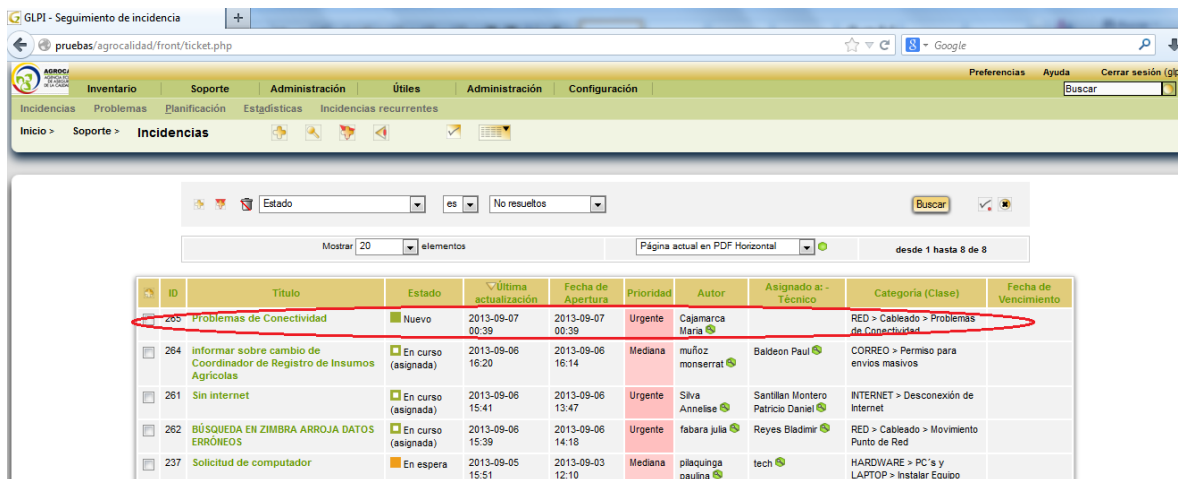 GLPI - Seguimiento de incidencia
pruebas/agrocalidad/front/ticket.php
Google
Preferencias Ayuda Cerrar sesión (glp
Inventario Soporte Administración Útiles Administración Configuración
Buscar
Incidencias Problemas Planificación Estadísticas Incidencias recurrentes
Inicio > Soporte > Incidencias
Estado es No resueltos Buscar
Mostrar 20 elementos Página actual en PDF Horizontal desde 1 hasta 8 de 8
ID Título Estado Última actualización Fecha de Apertura Prioridad Autor Asignado a: - Técnico Categoría (Clase) Fecha de Vencimiento
265 Problemas de Conectividad Nuevo 2013-09-07 00:39 2013-09-07 00:39 Urgente Cajamarca Maria RED > Cableado > Problemas de Conectividad
264 informar sobre cambio de Coordinador de Registro de Insumos Agrícolas En curso (asignada) 2013-09-06 16:20 2013-09-06 16:14 Mediana muñoz monserrat Baldeon Paul CORREO > Permiso para envios masivos
261 Sin internet En curso (asignada) 2013-09-06 15:41 2013-09-06 13:47 Urgente Silva Annelise Santillan Montero Patricio Daniel INTERNET > Desconexión de Internet
262 BÚSQUEDA EN ZIMBRA ARROJA DATOS ERRÓNEOS En curso (asignada) 2013-09-06 15:39 2013-09-06 14:18 Urgente fabara julia Reyes Bladimir RED > Cableado > Movimiento Punto de Red
237 Solicitud de computador En espera 2013-09-05 15:51 2013-09-03 12:10 Mediana pilaquinga paulina tech HARDWARE > PC´s y LAPTOP > Instalar Equipo